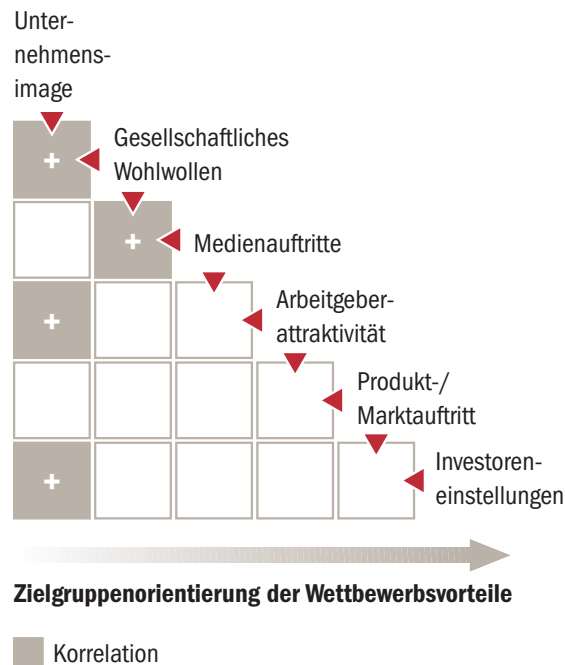 Unter-
nehmens-
image
+
Gesellschaftliches
Wohlwollen
+
Medienauftritte
+
Arbeitgeber-
attraktivität
Produkt-/
Marktauftritt
+
Investoren-
einstellungen
Zielgruppenorientierung der Wettbewerbsvorteile
Korrelation